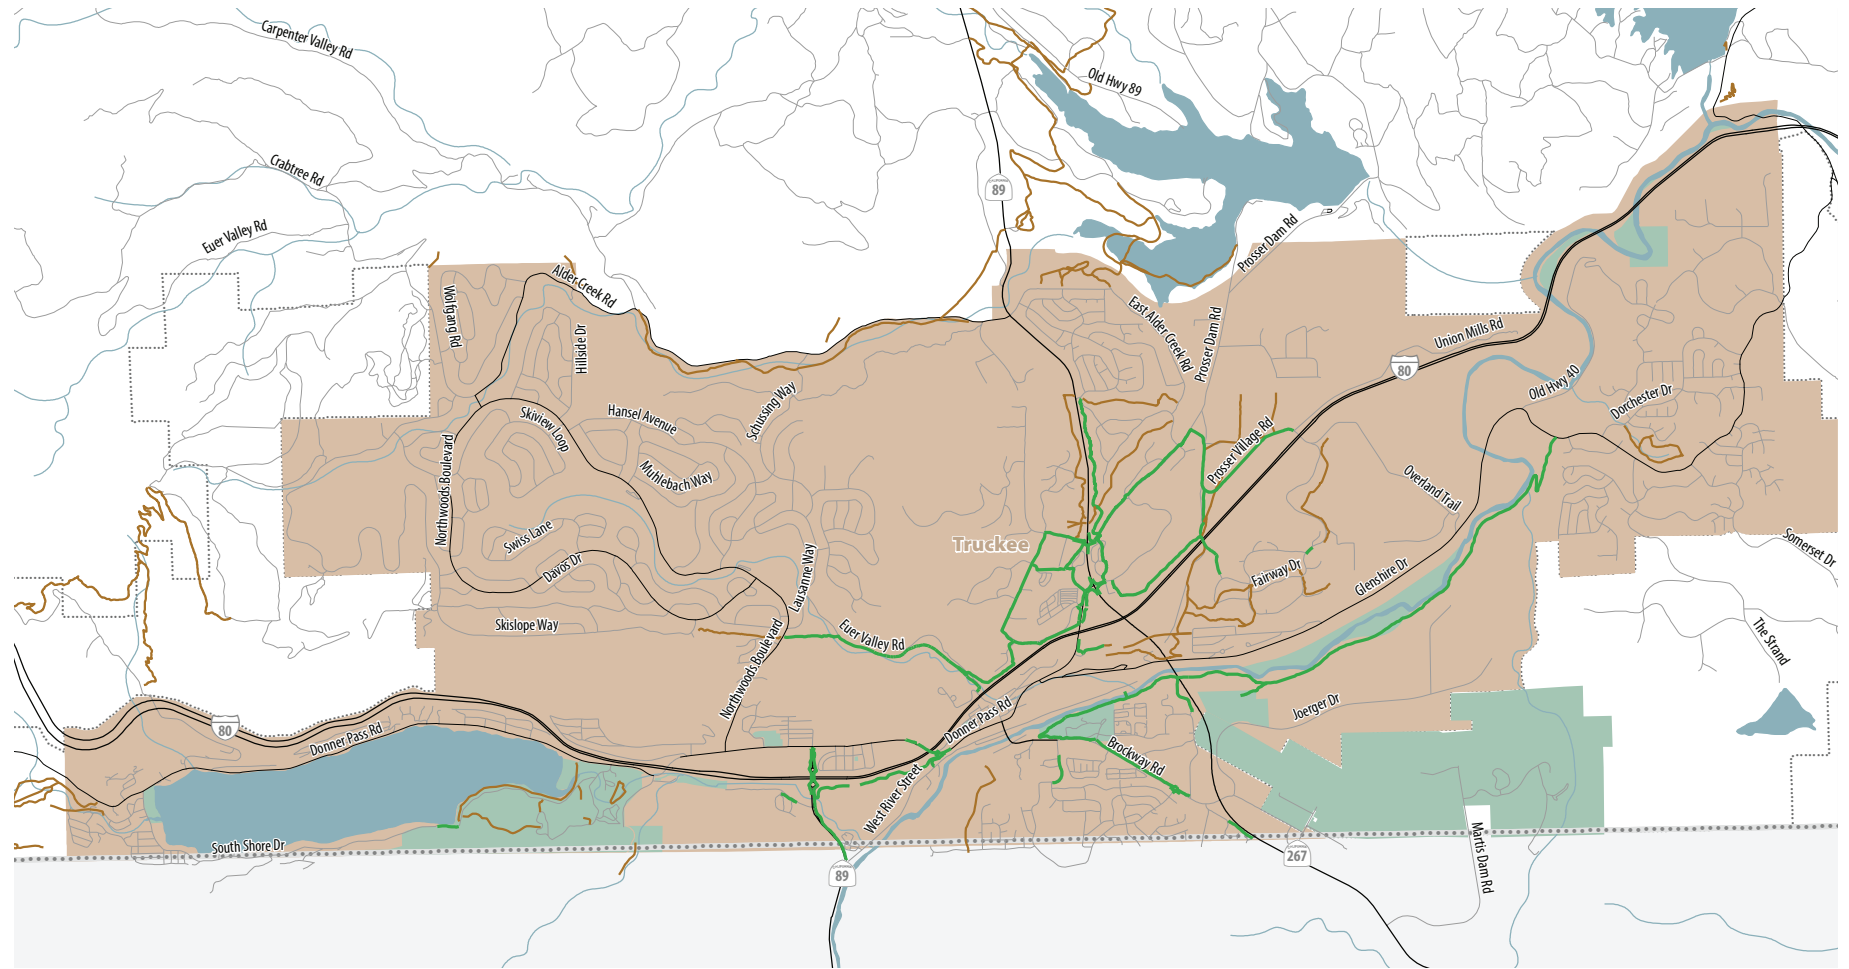 Carpenter Valley Rd
Old Hwy 89
Crabtree Rd
89
Euer Valley Rd
Prosser Dam Rd
Alder Creek Rd
Wolfgang Rd
Hillside Dr
East Alder Creek Rd
Prosser Dam Rd
Union Mills Rd
80
Old Hwy 40
Dorchester Dr
Schussing Way
Hansel Avenue
Skiview Loop
Muhlebach Way
Prosser Village Rd
Northwoods Boulevard
Overland Trail
Swiss Lane
Truckee
Somerset Dr
Davos Dr
Lausanne Way
Fairway Dr
Glenshire Dr
Skislope Way
Euer Valley Rd
The Strand
Northwoods Boulevard
Joerger Dr
80
Donner Pass Rd
Donner Pass Rd
Brockway Rd
West River Street
South Shore Dr
Martis Dam Rd
267
89